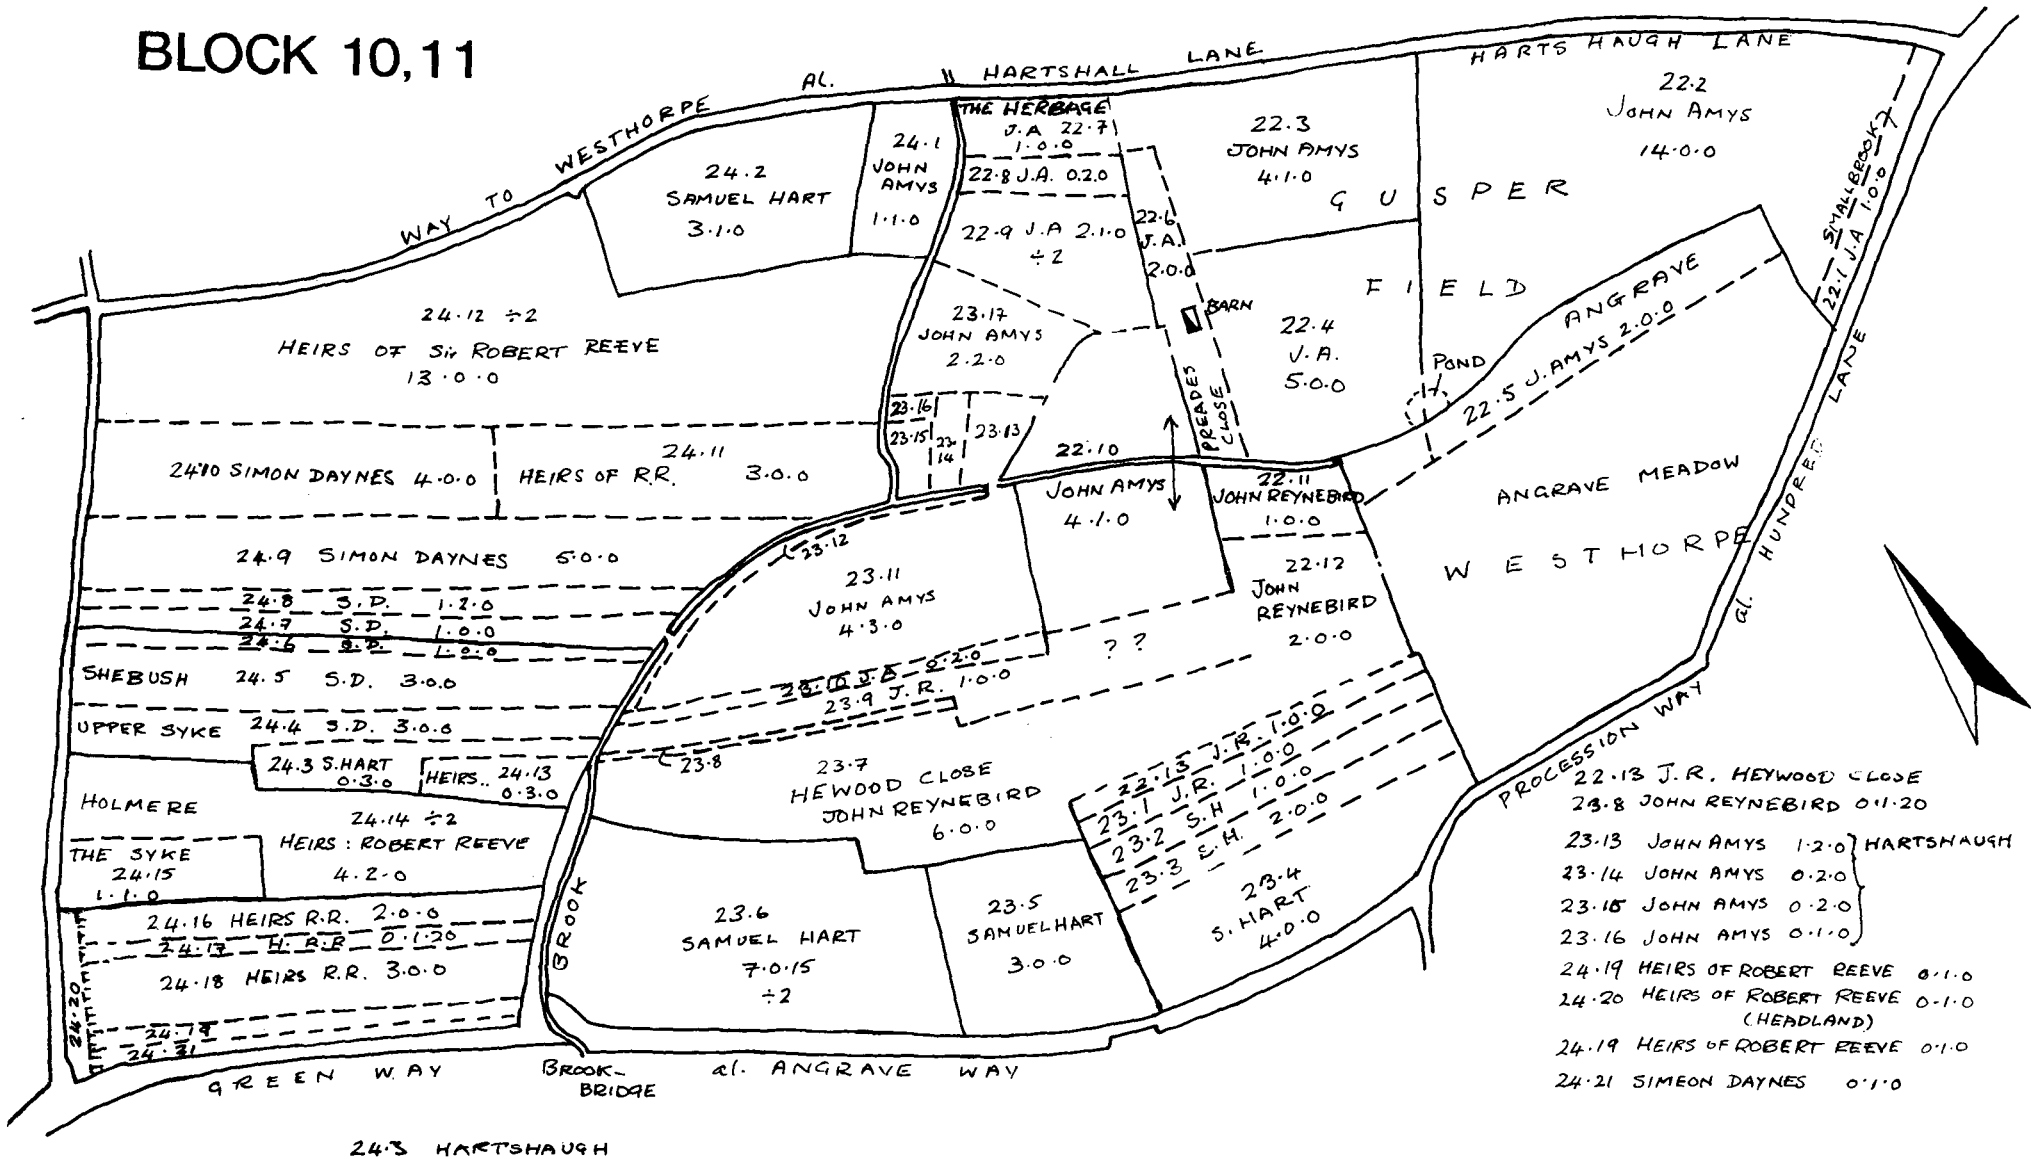 BLOCK 10,11
WAY TO WESTHORPE AL. HARTSHALL LANE
HARTSHAUGH LANE
24.2
SAMUEL HART
3.1.0
24.1
JOHN
AMYS
1.1.0
THE HERBAGE
J.A 22.7
1.0.0
22.8 J.A. 0.2.0
22.9 J.A 2.1.0
÷2
22.6
J.A.
2.0.0
22.3
JOHN AMYS
4.1.0
22.2
JOHN AMYS
14.0.0
GUSPER
FIELD
SMALLBROOK
22.1 J.A 1.0.0
24.12 ÷2
HEIRS OF Sir ROBERT REEVE
13.0.0
23.17
JOHN AMYS
2.2.0
BARN
22.4
J.A.
5.0.0
POND
ANGRAVE
22.5 J. AMYS 2.0.0
PREADES
CLOSE
23.16
23.15
23
14
23.13
24.10 SIMON DAYNES 4.0.0
24.11
HEIRS OF R.R. 3.0.0
22.10
JOHN AMYS
4.1.0
22.11
JOHN REYNEBIRD
1.0.0
ANGRAVE MEADOW
WESTHORPE
al. HUNDRED LANE
24.9 SIMON DAYNES 5.0.0
23.12
23.11
JOHN AMYS
4.3.0
22.12
JOHN
REYNEBIRD
2.0.0
24.8 S.D. 1.2.0
24.7 S.D. 1.0.0
24.6 S.D. 1.0.0
SHEBUSH 24.5 S.D. 3.0.0
UPPER SYKE 24.4 S.D. 3.0.0
23.10 J.A 0.2.0
23.9 J.R. 1.0.0
? ?
23.8
24.3 S.HART
0.3.0
HEIRS.. 24.13
0.3.0
23.7
HEWOOD CLOSE
JOHN REYNEBIRD
6.0.0
22.13 J.R. 1.0.0
23.1 J.R. 1.0.0
23.2 S.H 1.0.0
23.3 S.H. 2.0.0
23.4
S. HART
4.0.0
PROCESSION WAY
HOLMERE
24.14 ÷2
HEIRS: ROBERT REEVE
4.2.0
THE SYKE
24.15
1.1.0
24.16 HEIRS R.R. 2.0.0
24.17 H. R.R 0.1.20
24.18 HEIRS R.R. 3.0.0
24.20
24.19
24.21
BROOK
23.6
SAMUEL HART
7.0.15
÷2
23.5
SAMUEL HART
3.0.0
GREEN WAY
BROOK-
BRIDGE
al. ANGRAVE WAY
24.3 HARTSHAUGH
22.13 J.R. HEYWOOD CLOSE
23.8 JOHN REYNEBIRD 0.1.20
23.13 JOHN AMYS 1.2.0 } HARTSHAUGH
23.14 JOHN AMYS 0.2.0
23.15 JOHN AMYS 0.2.0
23.16 JOHN AMYS 0.1.0
24.19 HEIRS OF ROBERT REEVE 0.1.0
24.20 HEIRS OF ROBERT REEVE 0.1.0
(HEADLAND)
24.19 HEIRS OF ROBERT REEVE 0.1.0
24.21 SIMEON DAYNES 0.1.0